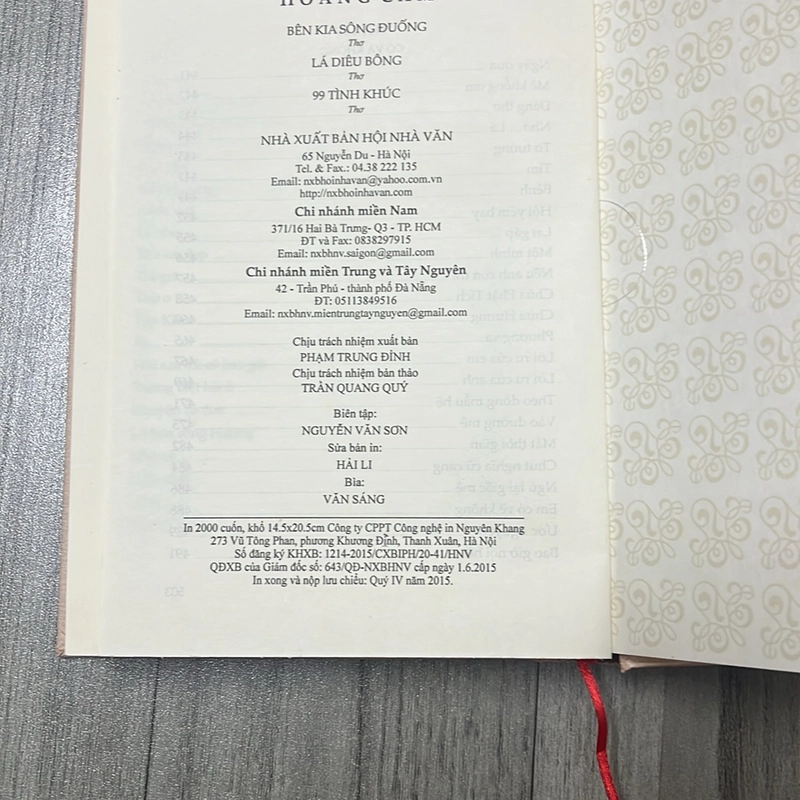 BÊN KIA SÔNG ĐUỐNG
Thơ
LÁ DIÊU BÔNG
Thơ
99 TÌNH KHÚC
Thơ
NHÀ XUẤT BẢN HỘI NHÀ VĂN
65 Nguyễn Du - Hà Nội
Tel. & Fax.: 04.38 222 135
Email: nxbhoinhavan@yahoo.com.vn
http://nxbhoinhavan.com
Chi nhánh miền Nam
371/16 Hai Bà Trưng- Q3 - TP. HCM
ĐT và Fax: 0838297915
Email: nxbhnv.saigon@gmail.com
Chi nhánh miền Trung và Tây Nguyên
42 - Trần Phú - thành phố Đà Nẵng
ĐT: 05113849516
Email: nxbhnv.mientrungtaynguyen@gmail.com
Chịu trách nhiệm xuất bản
PHẠM TRUNG ĐỈNH
Chịu trách nhiệm bản thảo
TRẦN QUANG QUÝ
Biên tập:
NGUYỄN VĂN SƠN
Sửa bản in:
HẢI LI
Bìa:
VĂN SÁNG
In 2000 cuốn, khổ 14.5x20.5cm Công ty CPPT Công nghệ in Nguyên Khang
273 Vũ Tông Phan, phương Khương Định, Thanh Xuân, Hà Nội
Số đăng ký KHXB: 1214-2015/CXBIPH/20-41/HNV
QĐXB của Giám đốc số: 643/QĐ-NXBHNV cấp ngày 1.6.2015
In xong và nộp lưu chiểu: Quý IV năm 2015.